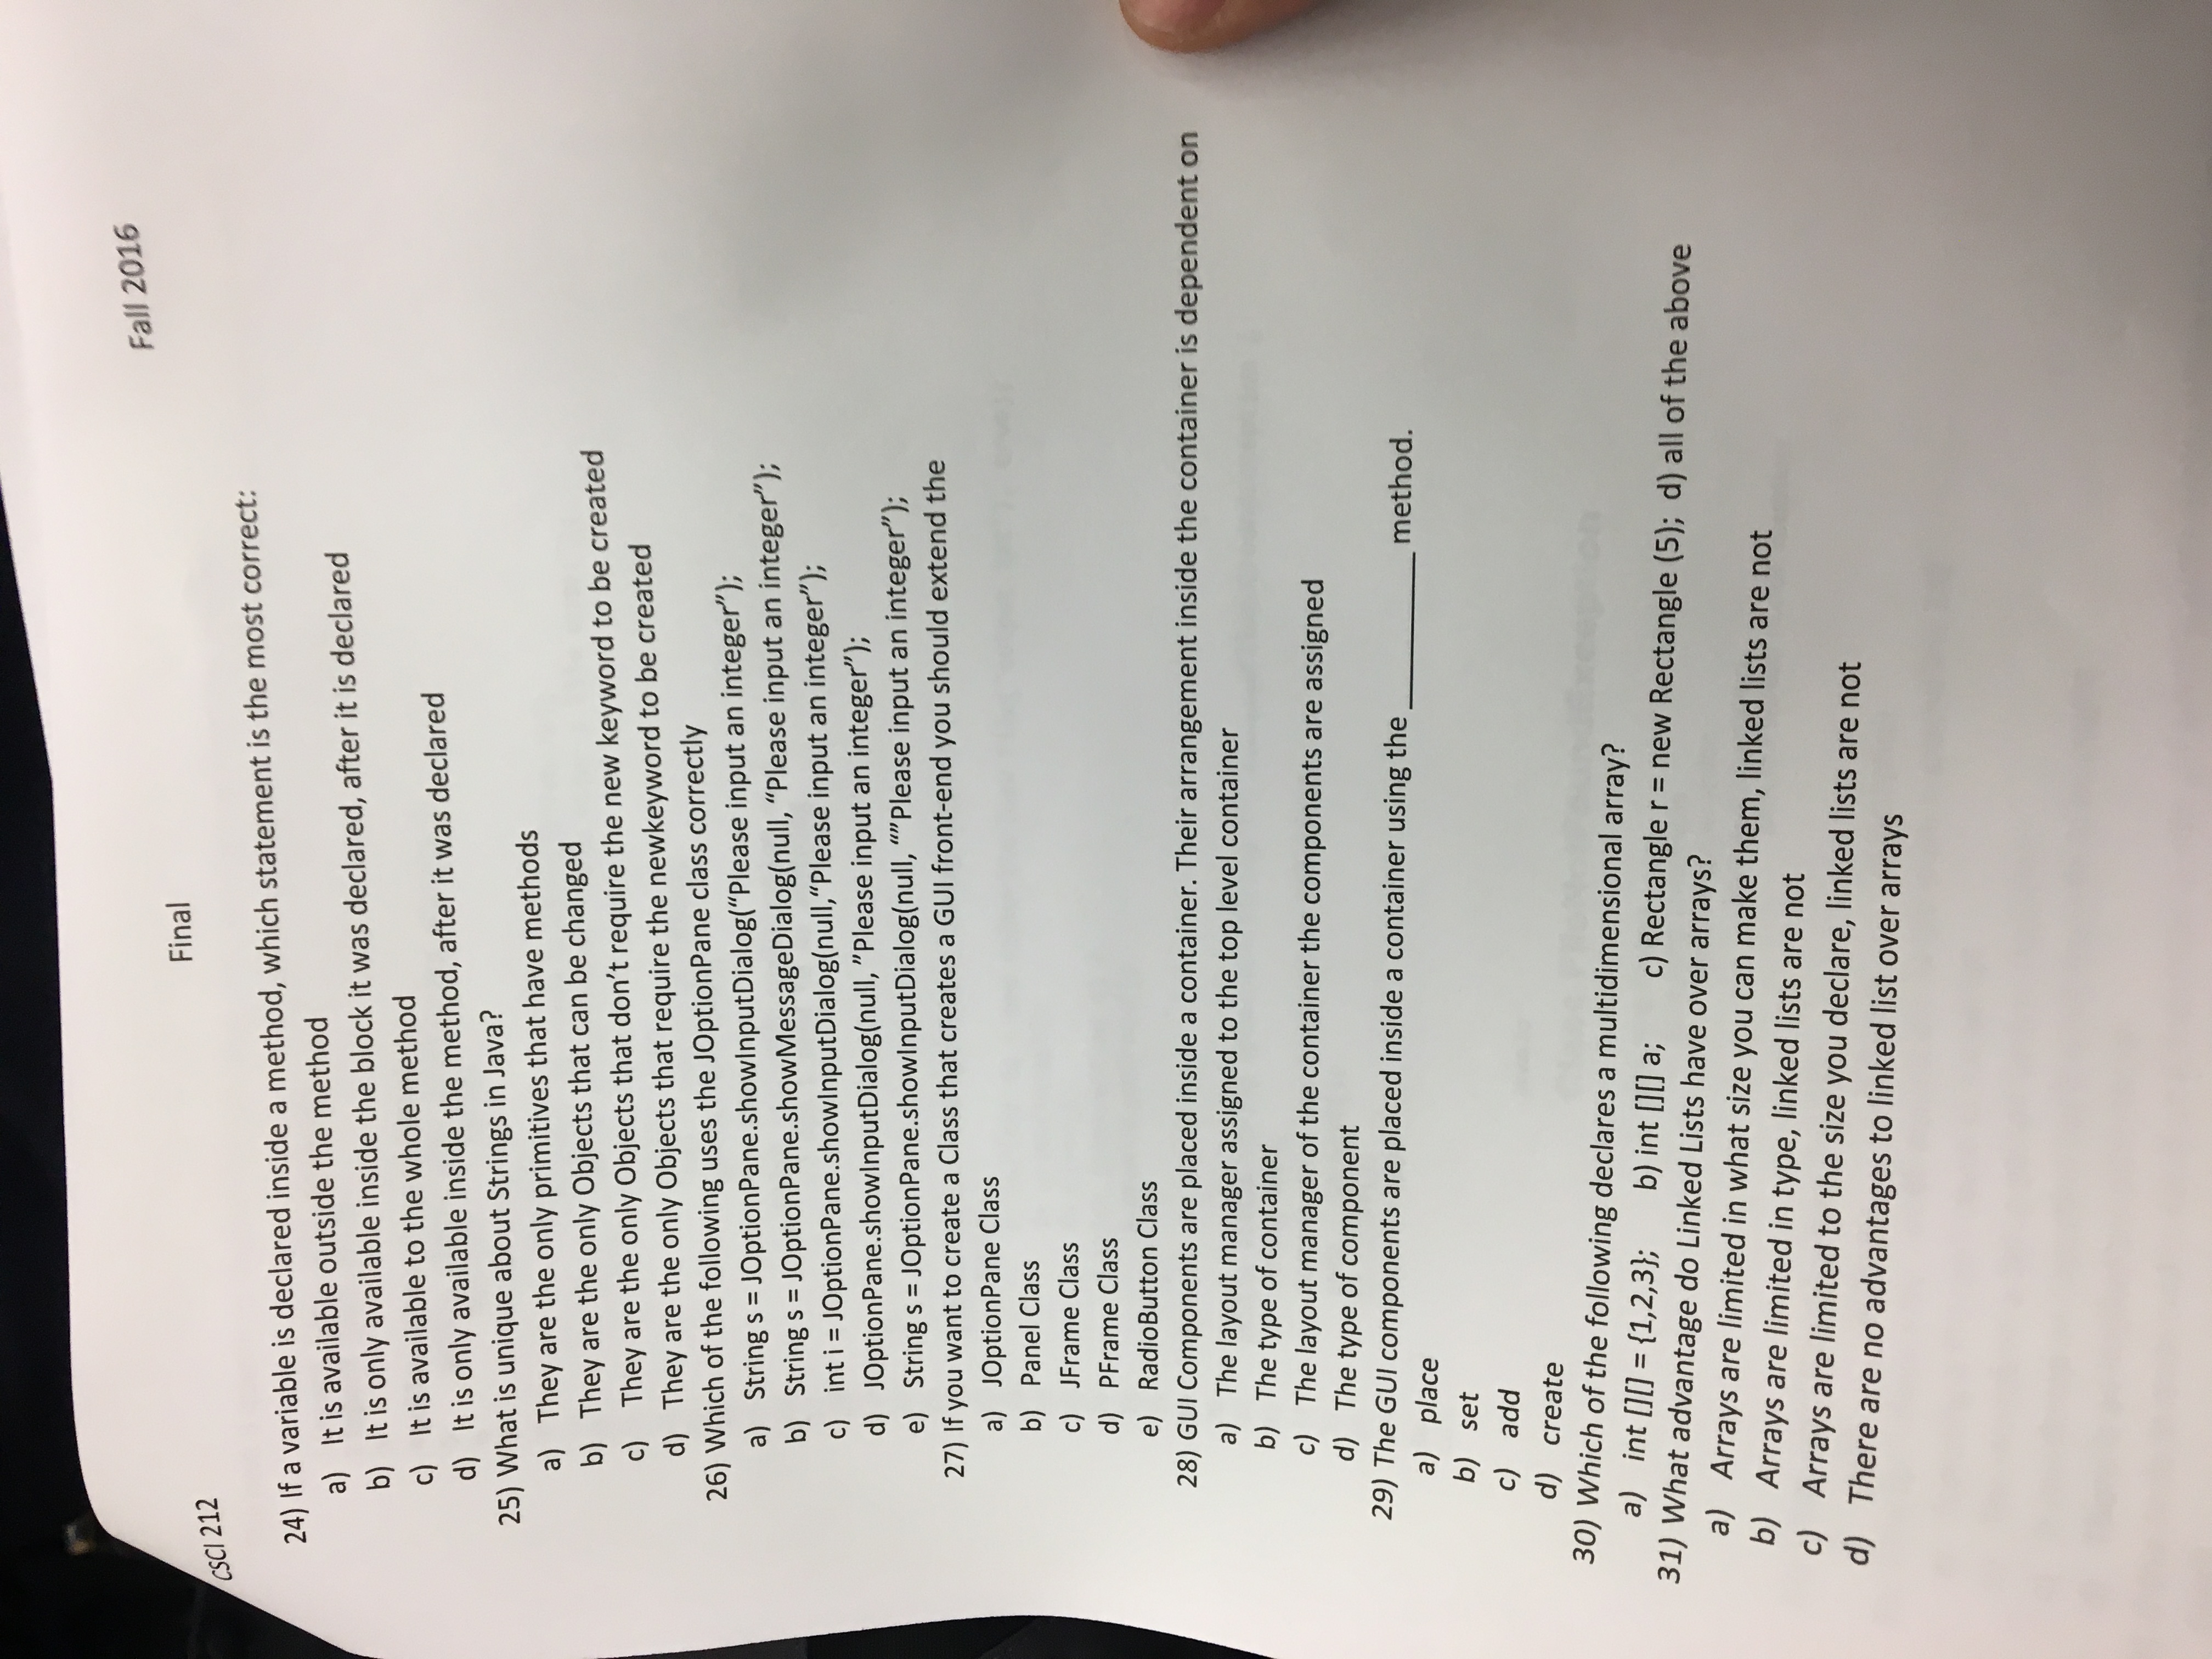 CSCI 212
Final
Fall 2016
24) If a variable is declared inside a method, which statement is the most correct:
a) It is available outside the method
b) It is only available inside the block it was declared, after it is declared
c) It is available to the whole method
d) It is only available inside the method, after it was declared
25) What is unique about Strings in Java?
a) They are the only primitives that have methods
b) They are the only Objects that can be changed
c) They are the only Objects that don’t require the new keyword to be created
d) They are the only Objects that require the newkeyword to be created
26) Which of the following uses the JOptionPane class correctly
a) String s = JOptionPane.showInputDialog(“Please input an integer”);
b) String s = JOptionPane.showMessageDialog(null, “Please input an integer”);
c) int i = JOptionPane.showInputDialog(null,“Please input an integer”);
d) JOptionPane.showInputDialog(null, ”Please input an integer”);
e) String s = JOptionPane.showInputDialog(null, “”Please input an integer”);
27) If you want to create a Class that creates a GUI front-end you should extend the
a) JOptionPane Class
b) Panel Class
c) JFrame Class
d) PFrame Class
e) RadioButton Class
28) GUI Components are placed inside a container. Their arrangement inside the container is dependent on
a) The layout manager assigned to the top level container
b) The type of container
c) The layout manager of the container the components are assigned
d) The type of component
29) The GUI components are placed inside a container using the __________ method.
a) place
b) set
c) add
d) create
30) Which of the following declares a multidimensional array?
a) int [][] = {1,2,3}; b) int [][] a; c) Rectangle r = new Rectangle (5); d) all of the above
31) What advantage do Linked Lists have over arrays?
a) Arrays are limited in what size you can make them, linked lists are not
b) Arrays are limited in type, linked lists are not
c) Arrays are limited to the size you declare, linked lists are not
d) There are no advantages to linked list over arrays